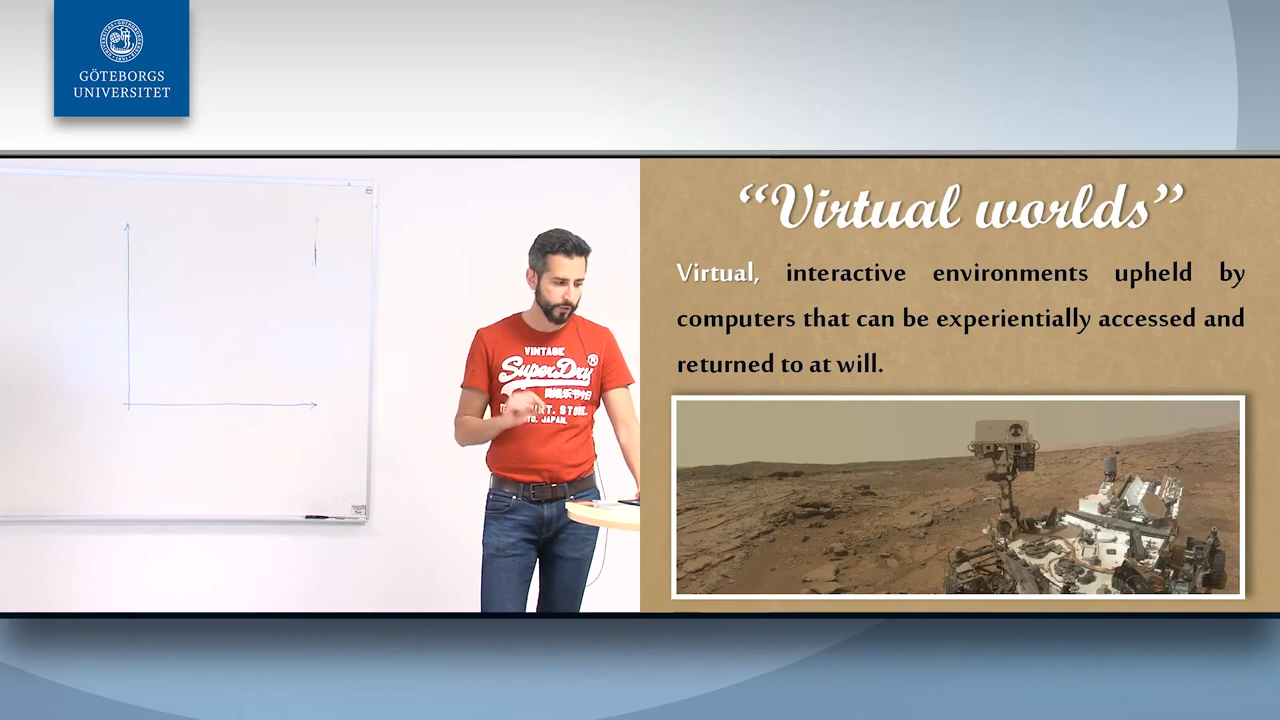 GÖTEBORGS
UNIVERSITET
VINTAGE
SuperDry
JAPAN.
“Virtual worlds”
Virtual, interactive environments upheld by
computers that can be experientially accessed and
returned to at will.